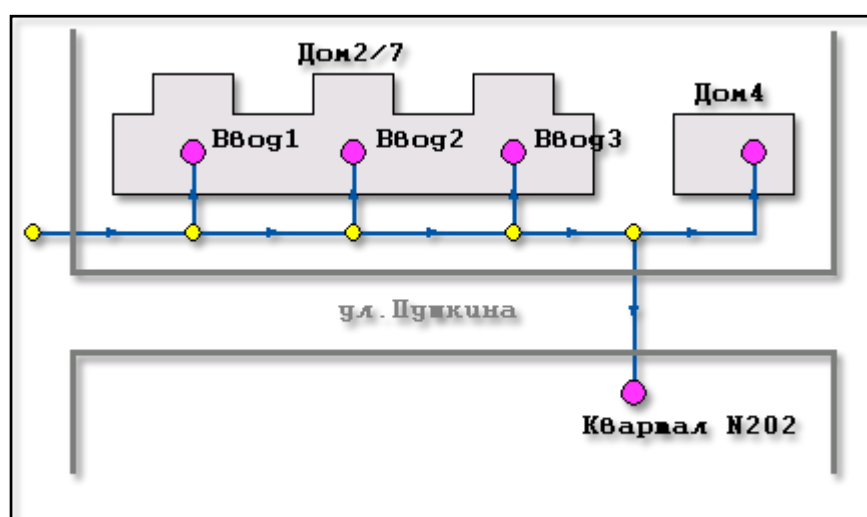 Дом2/7
Дом4
Ввод1
Ввод2
Ввод3
ул.Пушкина
Квартал N202